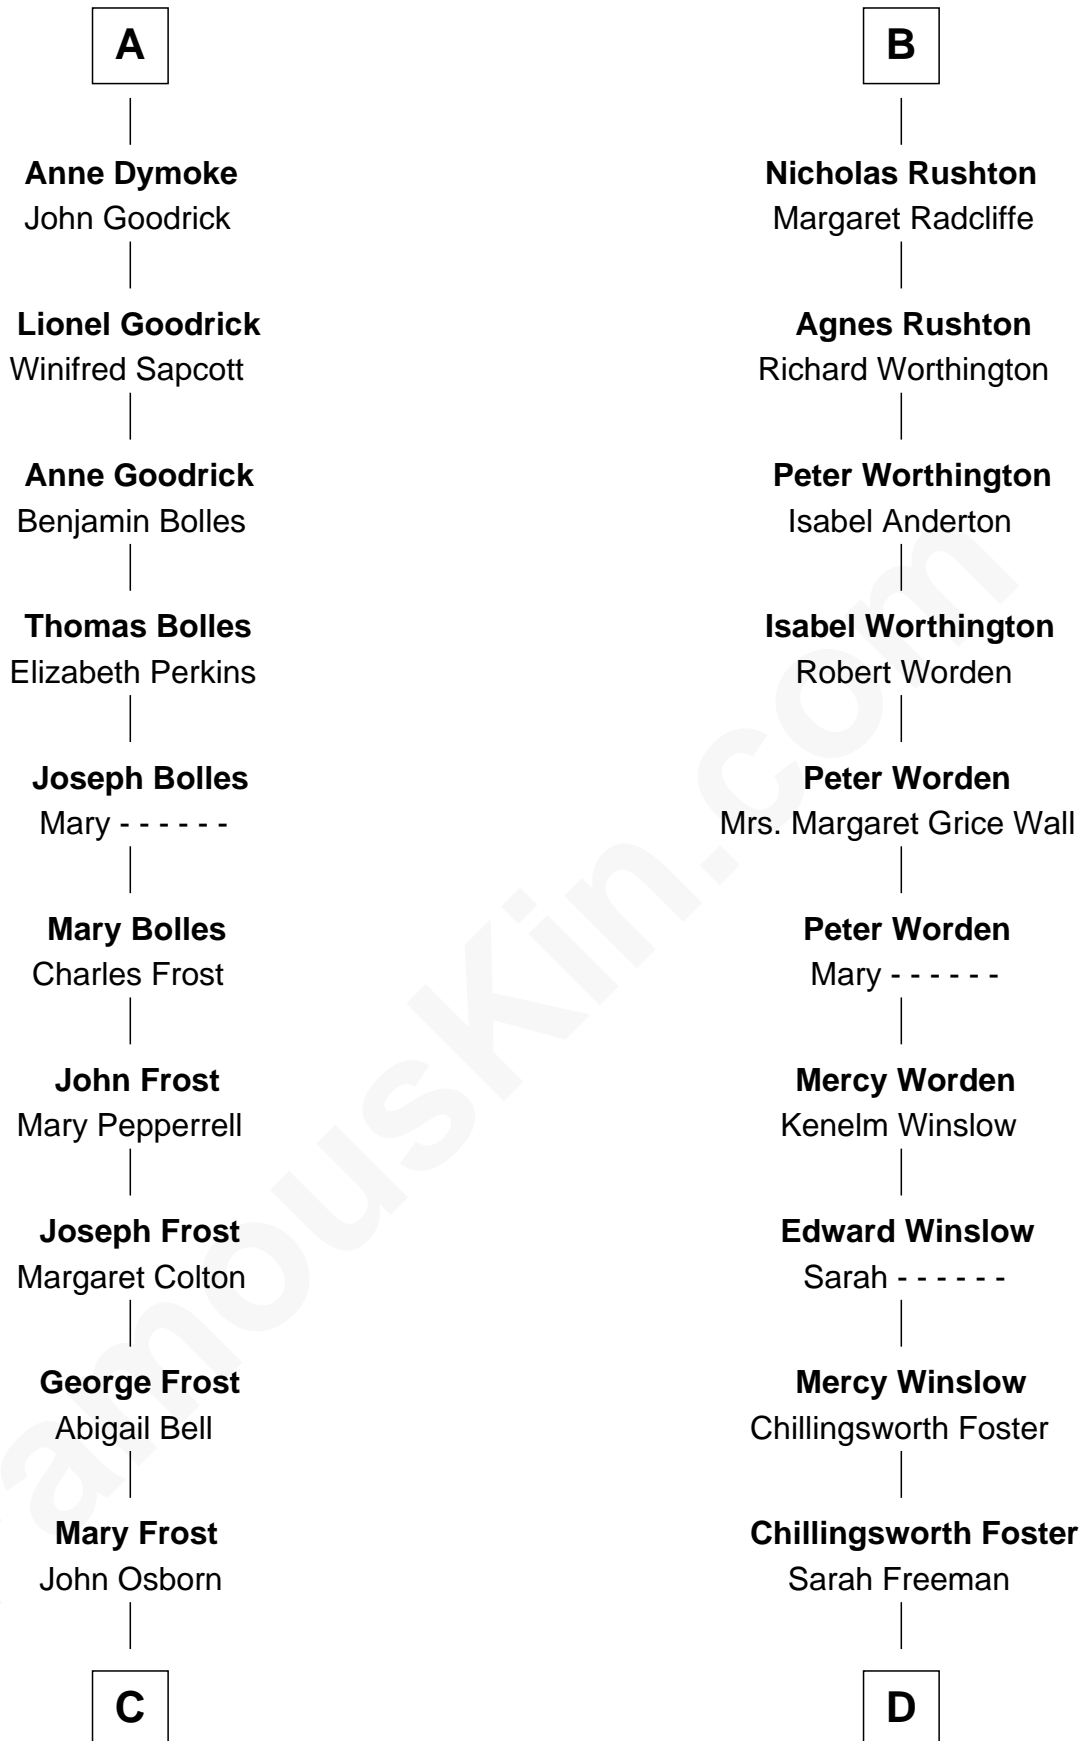 A
Anne Dymoke
John Goodrick
Lionel Goodrick
Winifred Sapcott
Anne Goodrick
Benjamin Bolles
Thomas Bolles
Elizabeth Perkins
Joseph Bolles
Mary - - - - - -
Mary Bolles
Charles Frost
John Frost
Mary Pepperrell
Joseph Frost
Margaret Colton
George Frost
Abigail Bell
Mary Frost
John Osborn
C
B
Nicholas Rushton
Margaret Radcliffe
Agnes Rushton
Richard Worthington
Peter Worthington
Isabel Anderton
Isabel Worthington
Robert Worden
Peter Worden
Mrs. Margaret Grice Wall
Peter Worden
Mary - - - - - -
Mercy Worden
Kenelm Winslow
Edward Winslow
Sarah - - - - - -
Mercy Winslow
Chillingsworth Foster
Chillingsworth Foster
Sarah Freeman
D
amouskin.com